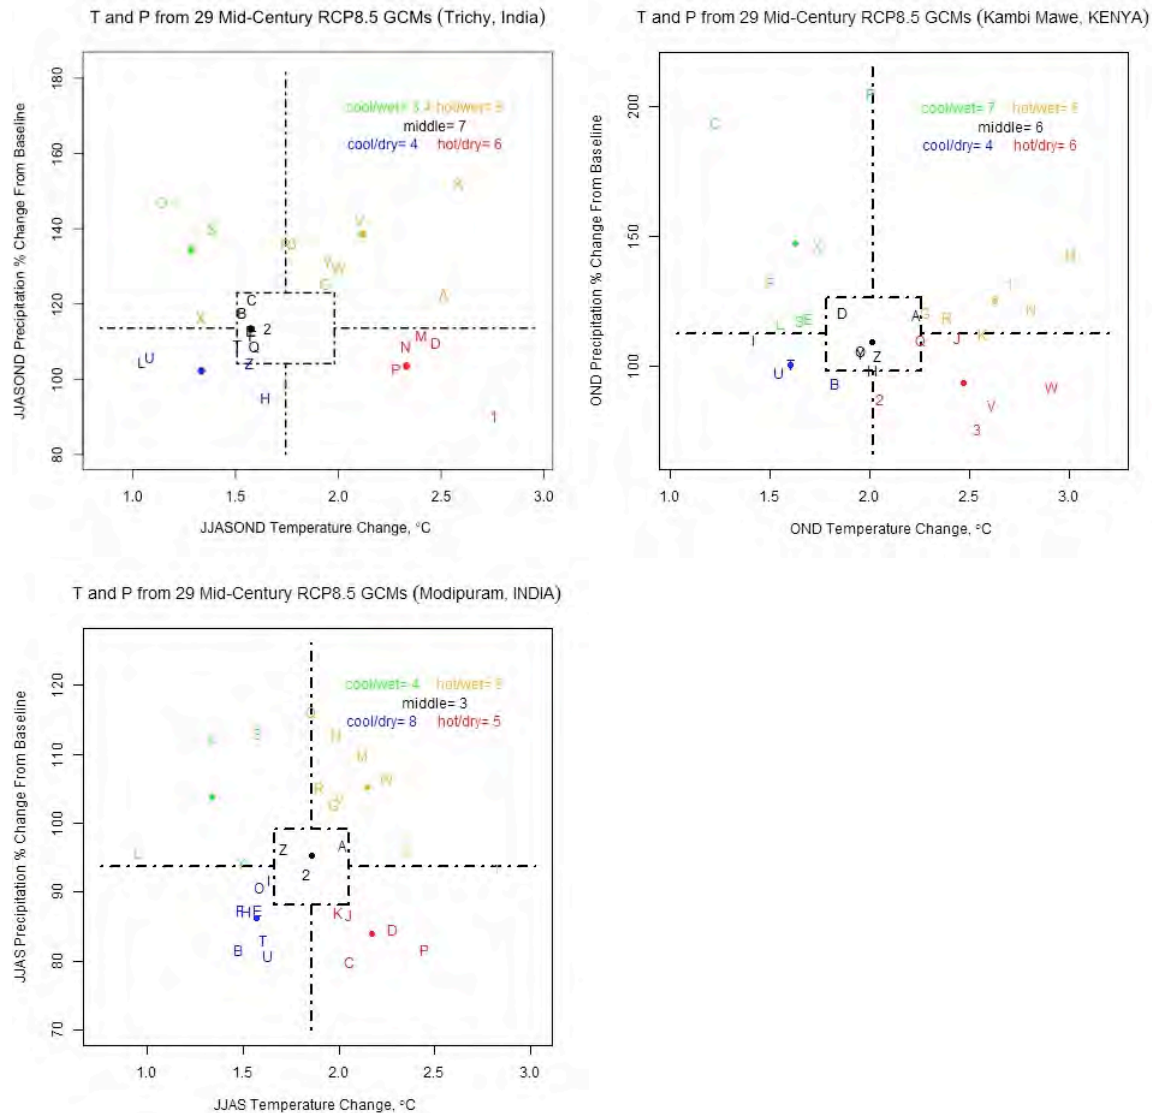 T and P from 29 Mid-Century RCP8.5 GCMs (Trichy, India)
JJASOND Precipitation % Change From Baseline
180
160
140
120
100
80
cool/wet= hot/wet=
middle= 7
cool/dry= 4 hot/dry= 6
K
V
S
C
B
2
Q
Z
L U
H
M
N D
P
1
1.0 1.5 2.0 2.5 3.0
JJASOND Temperature Change, °C
T and P from 29 Mid-Century RCP8.5 GCMs (Kambi Mawe, KENYA)
OND Precipitation % Change From Baseline
200
150
100
cool/wet= 7 hot/wet=
middle= 6
cool/dry= 4 hot/dry= 6
C
D A
R
J
I
Z
U T
B
2
W
V
3
1.0 1.5 2.0 2.5 3.0
OND Temperature Change, °C
T and P from 29 Mid-Century RCP8.5 GCMs (Modipuram, INDIA)
JJAS Precipitation % Change From Baseline
120
110
100
90
80
70
cool/wet= 4 hot/wet=
middle= 3
cool/dry= 8 hot/dry= 5
M
R
G
Z A
2
I
O
H E
K J
T
B U
D
L
C
1.0 1.5 2.0 2.5 3.0
JJAS Temperature Change, °C